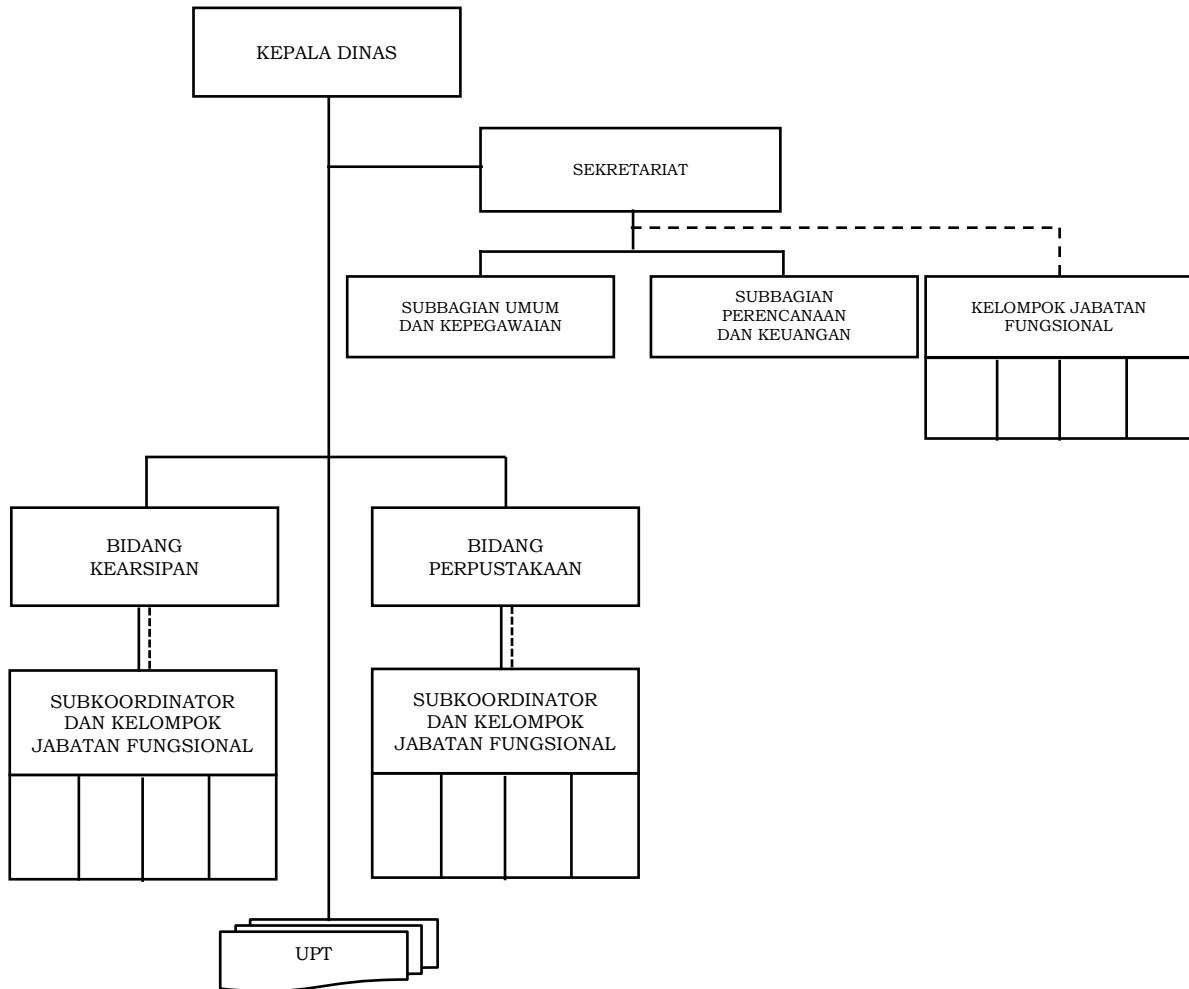 KEPALA DINAS
SEKRETARIAT
SUBBAGIAN UMUM
DAN KEPEGAWAIAN
SUBBAGIAN
PERENCANAAN
DAN KEUANGAN
KELOMPOK JABATAN
FUNGSIONAL
BIDANG
KEARSIPAN
BIDANG
PERPUSTAKAAN
SUBKOORDINATOR
DAN KELOMPOK
JABATAN FUNGSIONAL
SUBKOORDINATOR
DAN KELOMPOK
JABATAN FUNGSIONAL
UPT